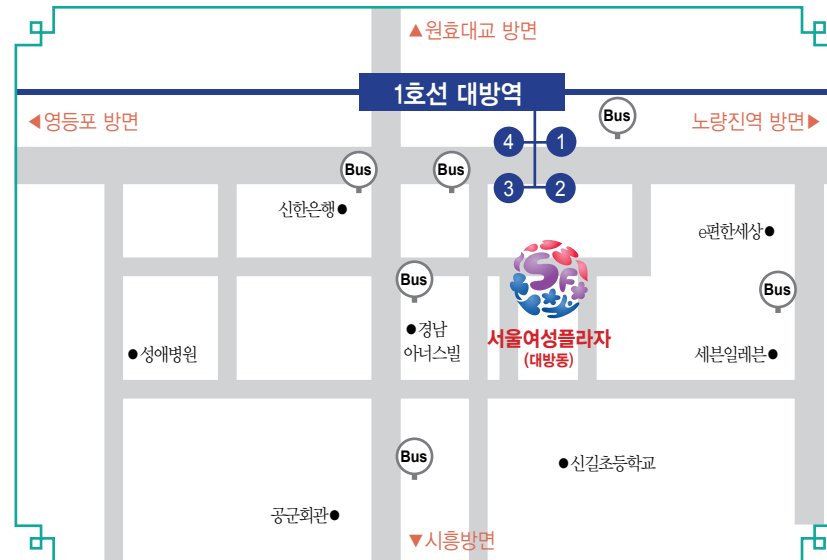 ▲원효대교 방면
1호선 대방역
◀영등포 방면
Bus
노량진역 방면▶
4
1
Bus
Bus
3
2
신한은행●
e편한세상●
SF
Bus
Bus
●경남
아너스빌
서울여성플라자
(대방동)
●성애병원
세븐일레븐●
Bus
●신길초등학교
공군회관●
▼시흥방면